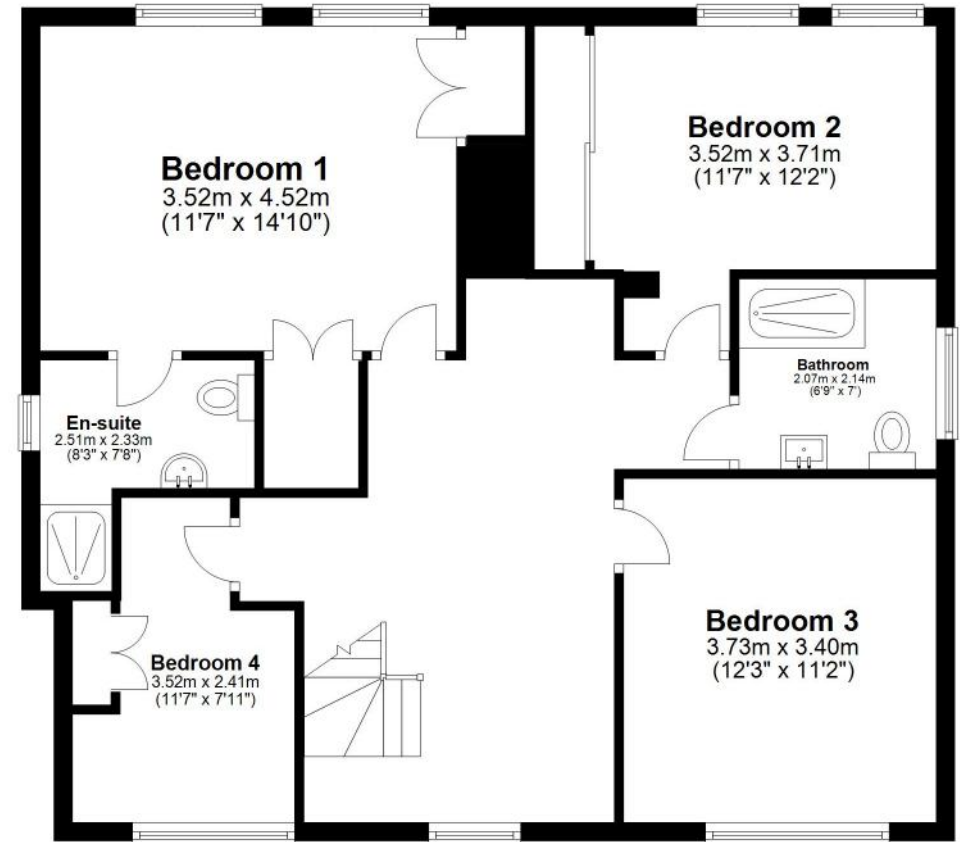 Bedroom 1
3.52m x 4.52m
(11'7" x 14'10")
Bedroom 2
3.52m x 3.71m
(11'7" x 12'2")
Bathroom
2.07m x 2.14m
(6'9" x 7')
En-suite
2.51m x 2.33m
(8'3" x 7'8")
Bedroom 3
3.73m x 3.40m
(12'3" x 11'2")
Bedroom 4
3.52m x 2.41m
(11'7" x 7'11")